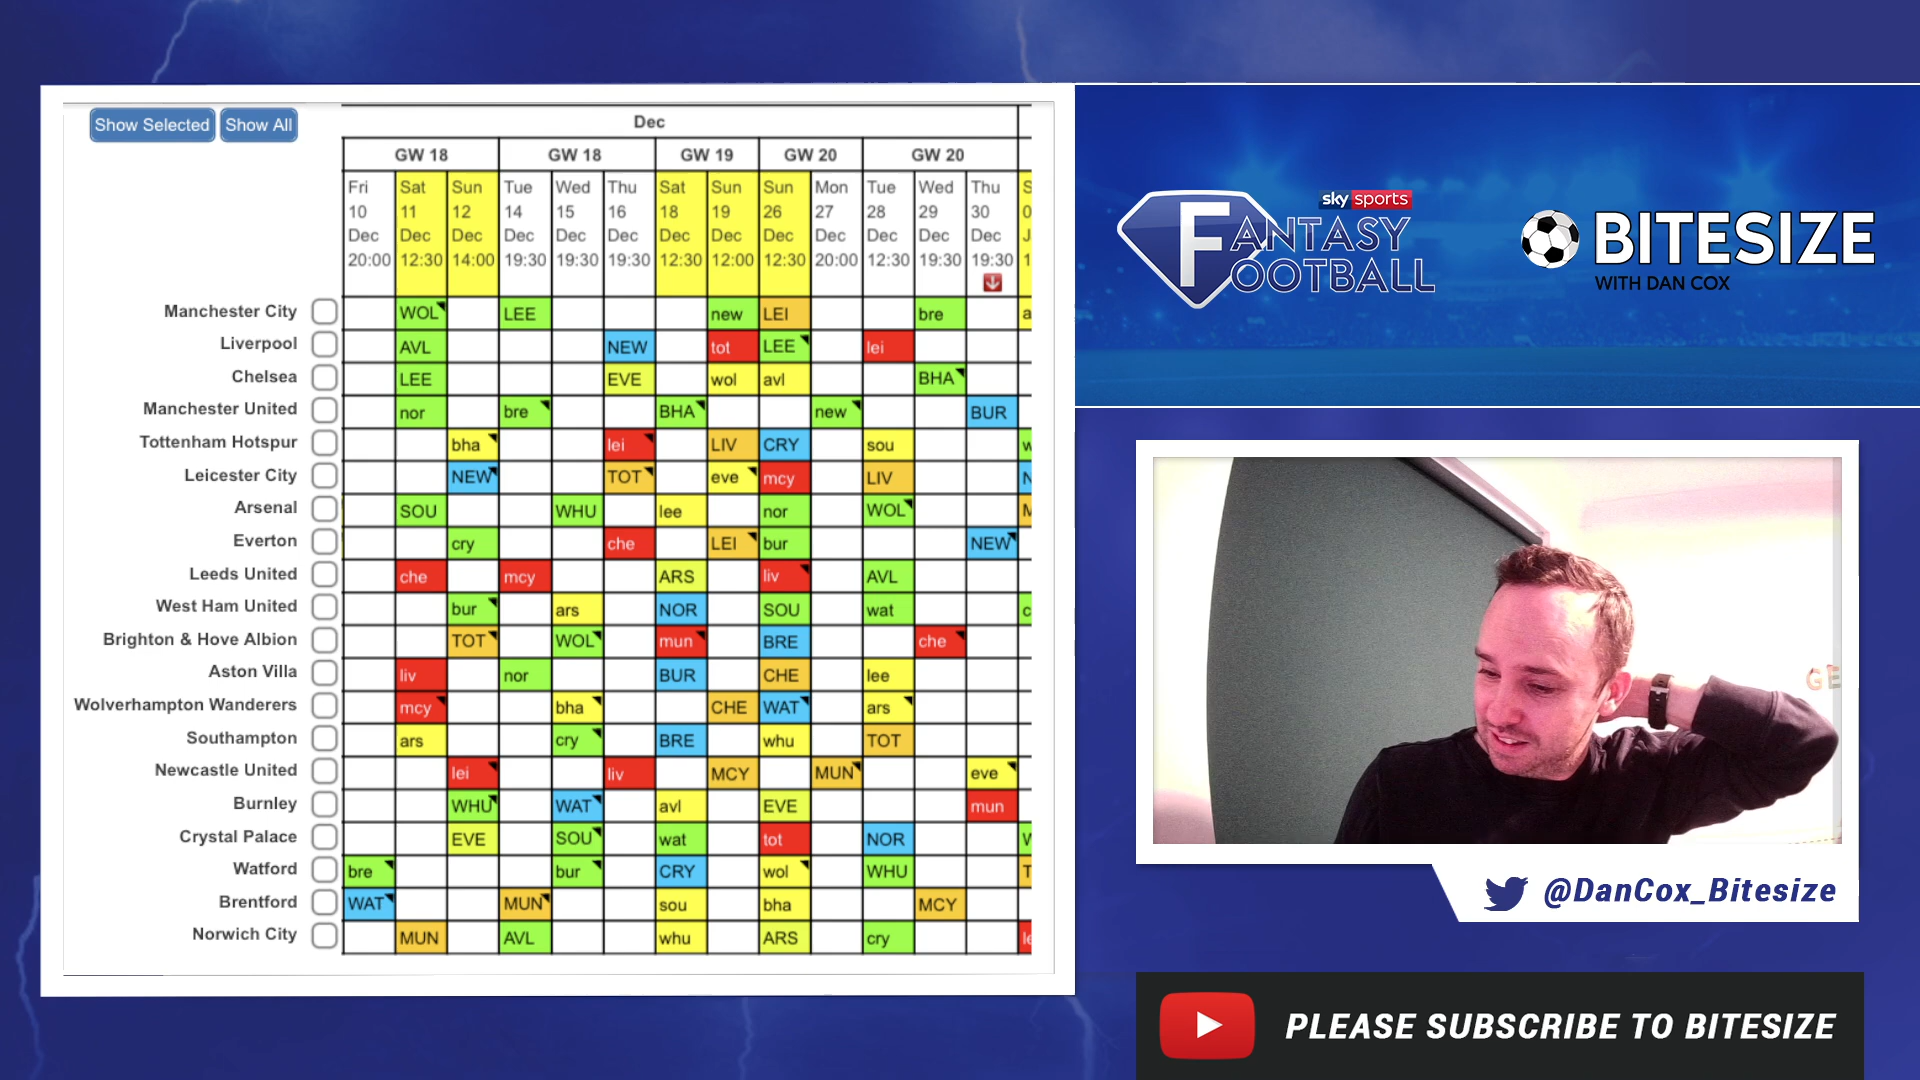 Show Selected Show All
Dec
GW 18 GW 18 GW 19 GW 20 GW 20
Fri Sat Sun Tue Wed Thu Sat Sun Sun Mon Tue Wed Thu S
10 11 12 14 15 16 18 19 26 27 28 29 30 0
Dec Dec Dec Dec Dec Dec Dec Dec Dec Dec Dec Dec Dec J
20:00 12:30 14:00 19:30 19:30 19:30 12:30 12:00 12:30 20:00 12:30 19:30 19:30 1
Manchester City WOL LEE new LEI bre a
Liverpool AVL NEW tot LEE lei
Chelsea LEE EVE wol avl BHA
Manchester United nor bre BHA new BUR
Tottenham Hotspur bha lei LIV CRY sou w
Leicester City NEW TOT eve mcy LIV N
Arsenal SOU WHU lee nor WOL M
Everton cry che LEI bur NEW
Leeds United che mcy ARS liv AVL
West Ham United bur ars NOR SOU wat c
Brighton & Hove Albion TOT WOL mun BRE che
Aston Villa liv nor BUR CHE lee
Wolverhampton Wanderers mcy bha CHE WAT ars
Southampton ars cry BRE whu TOT
Newcastle United lei liv MCY MUN eve
Burnley WHU WAT avl EVE mun
Crystal Palace EVE SOU wat tot NOR W
Watford bre bur CRY wol WHU T
Brentford WAT MUN sou bha MCY
Norwich City MUN AVL whu ARS cry le
sky sports
FANTASY
FOOTBALL
BITESIZE
WITH DAN COX
GE
@DanCox_Bitesize
PLEASE SUBSCRIBE TO BITESIZE